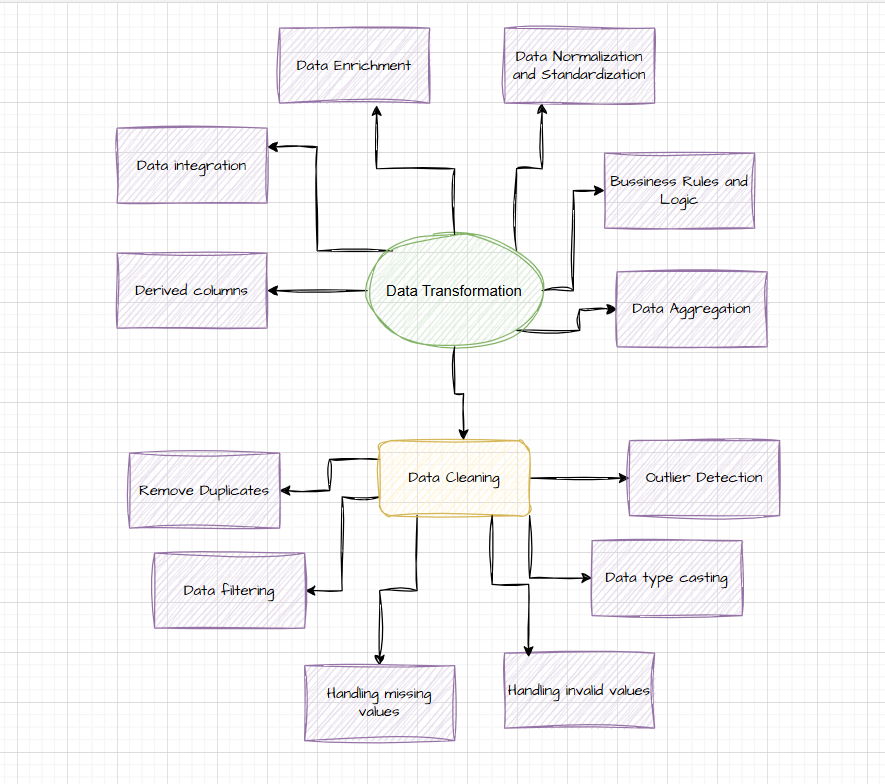 Data Enrichment
Data Normalization
and Standardization
Data integration
Bussiness Rules and
Logic
Derived columns
Data Transformation
Data Aggregation
Data Cleaning
Remove Duplicates
Outlier Detection
Data filtering
Data type casting
Handling missing
values
Handling invalid values